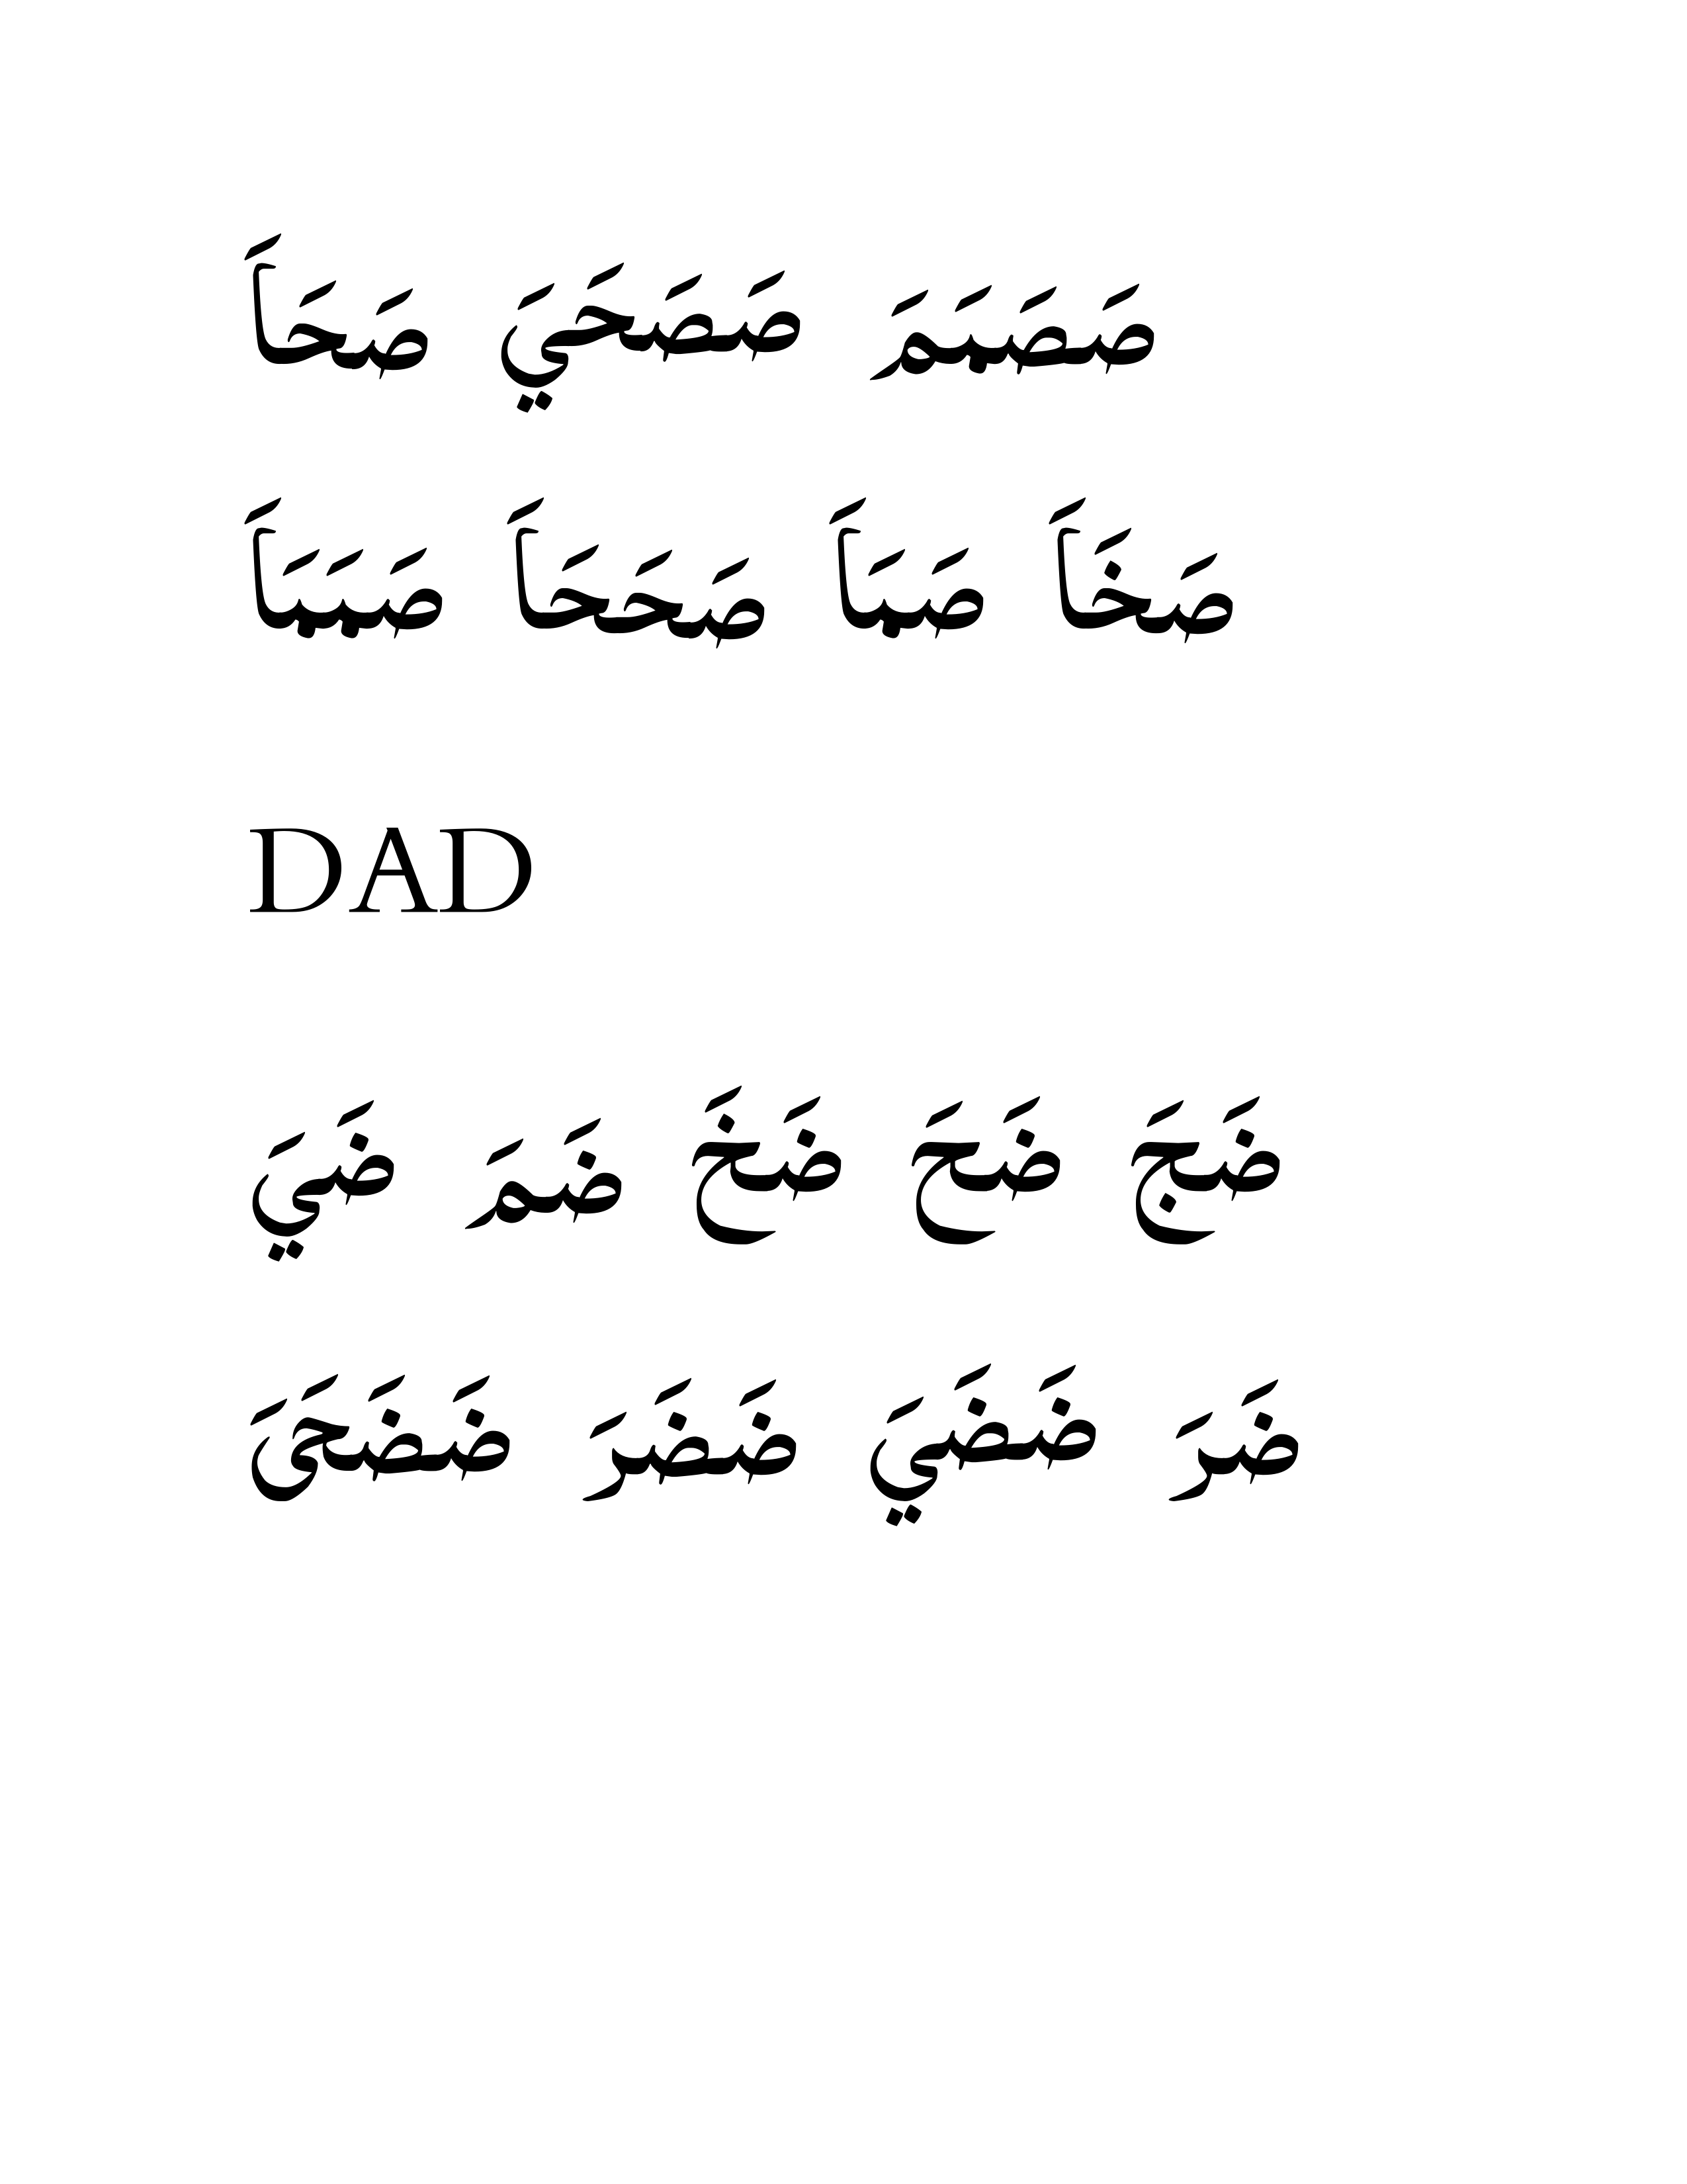 صَصَبَمَ صَصَحَيَ صَحَاَ
صَخَاَ صَبَاَ صَحَحَاَ صَبَبَاَ
DAD
ضَجَ ضَحَ ضَخَ ضَمَ ضَيَ
ضَرَ ضَضَيَ ضَضَرَ ضَضَحَىَ